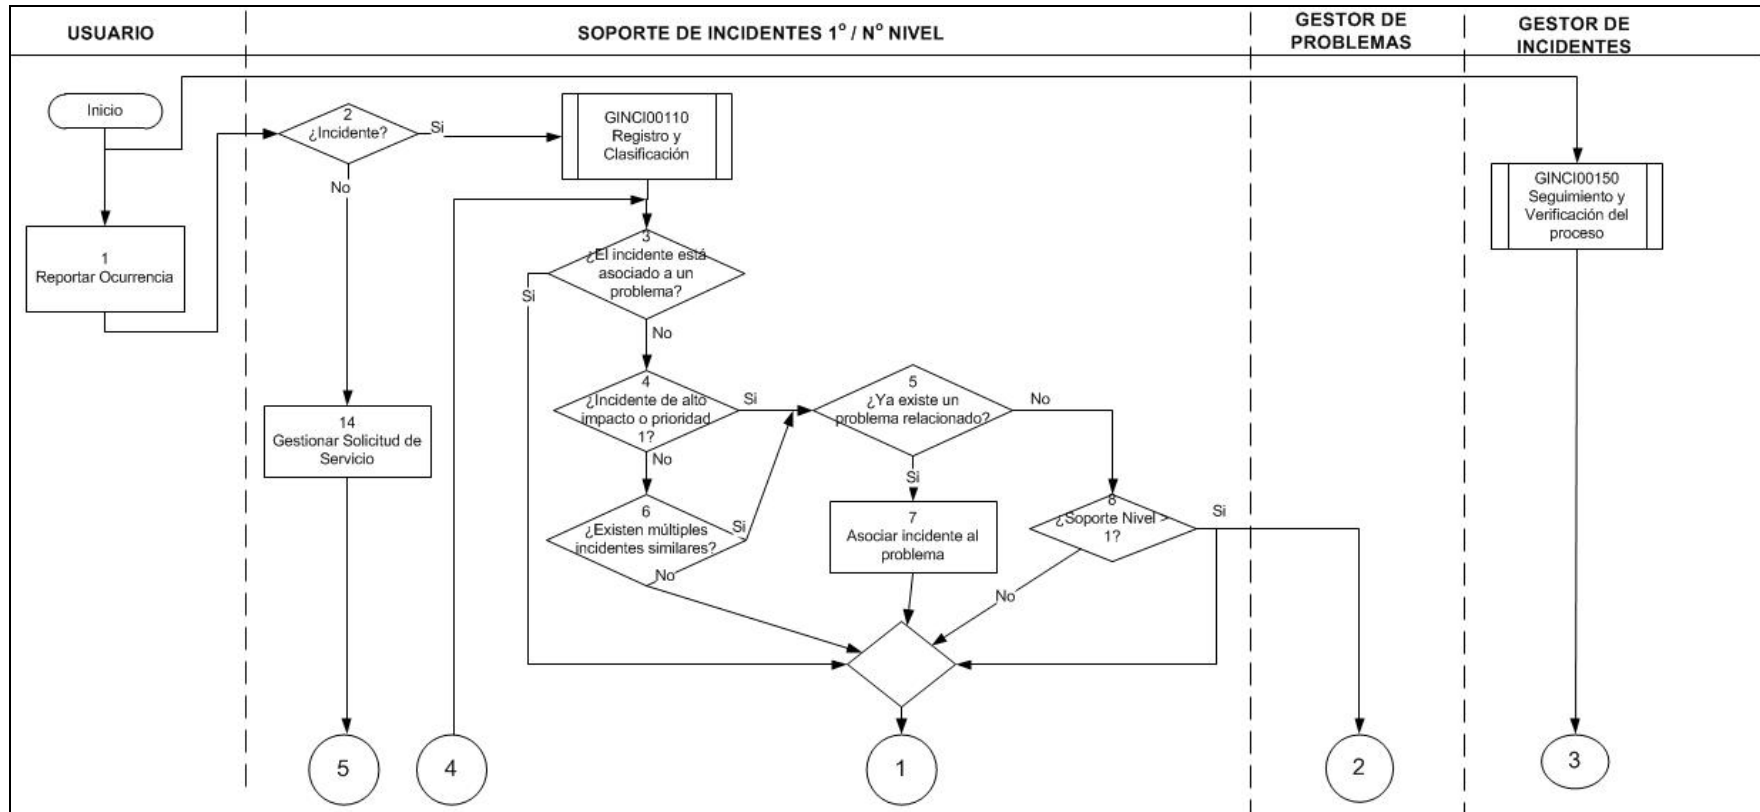 USUARIO
SOPORTE DE INCIDENTES 1º / Nº NIVEL
GESTOR DE
PROBLEMAS
GESTOR DE
INCIDENTES
Inicio
2
¿Incidente?
Si
No
GINCI00110
Registro y
Clasificación
GINCI00150
Seguimiento y
Verificación del
proceso
1
Reportar Ocurrencia
3
¿El incidente está
asociado a un
problema?
Si
No
4
¿Incidente de alto
impacto o prioridad
1?
Si
No
5
¿Ya existe un
problema relacionado?
No
Si
14
Gestionar Solicitud de
Servicio
6
¿Existen múltiples
incidentes similares?
Si
No
7
Asociar incidente al
problema
8
¿Soporte Nivel >
1?
Si
No
5
4
1
2
3